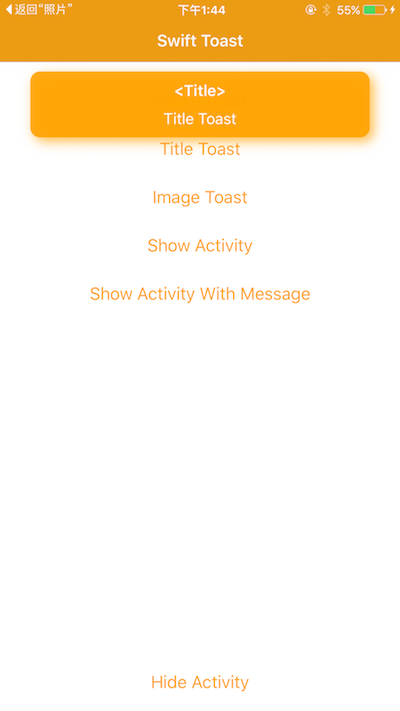 返回“照片” 下午1:44 55%
Swift Toast
<Title>
Title Toast
Title Toast
Image Toast
Show Activity
Show Activity With Message
Hide Activity